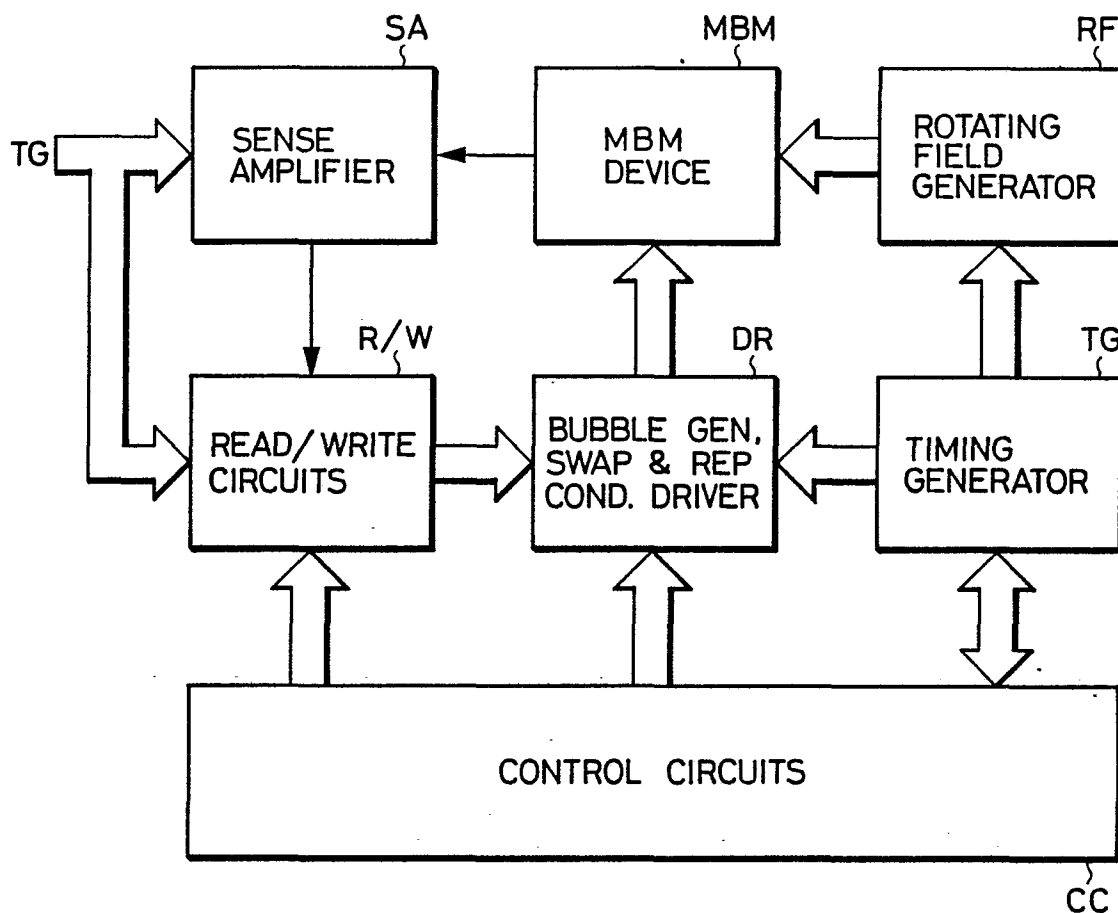 SA
MBM
RF
TG
SENSE
AMPLIFIER
MBM
DEVICE
ROTATING
FIELD
GENERATOR
R/W
DR
TG
READ/WRITE
CIRCUITS
BUBBLE GEN,
SWAP & REP
COND. DRIVER
TIMING
GENERATOR
CONTROL CIRCUITS
CC